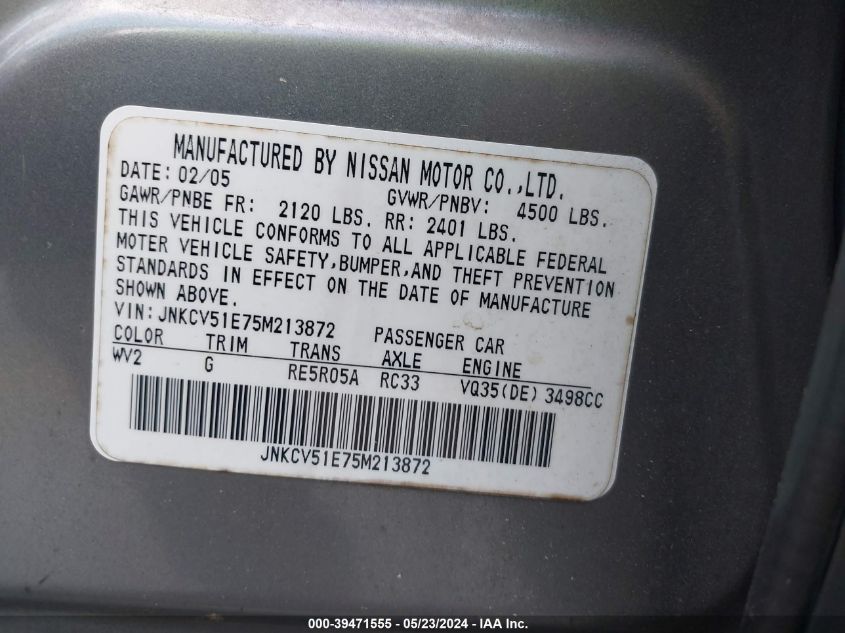 MANUFACTURED BY NISSAN MOTOR CO.,LTD.
DATE: 02/05 GVWR/PNBV: 4500 LBS.
GAWR/PNBE FR: 2120 LBS. RR: 2401 LBS.
THIS VEHICLE CONFORMS TO ALL APPLICABLE FEDERAL
MOTER VEHICLE SAFETY,BUMPER,AND THEFT PREVENTION
STANDARDS IN EFFECT ON THE DATE OF MANUFACTURE
SHOWN ABOVE.
VIN:JNKCV51E75M213872 PASSENGER CAR
COLOR TRIM TRANS AXLE ENGINE
WV2 G RE5R05A RC33 VQ35(DE) 3498CC
JNKCV51E75M213872
000-39471555 - 05/23/2024 - IAA Inc.